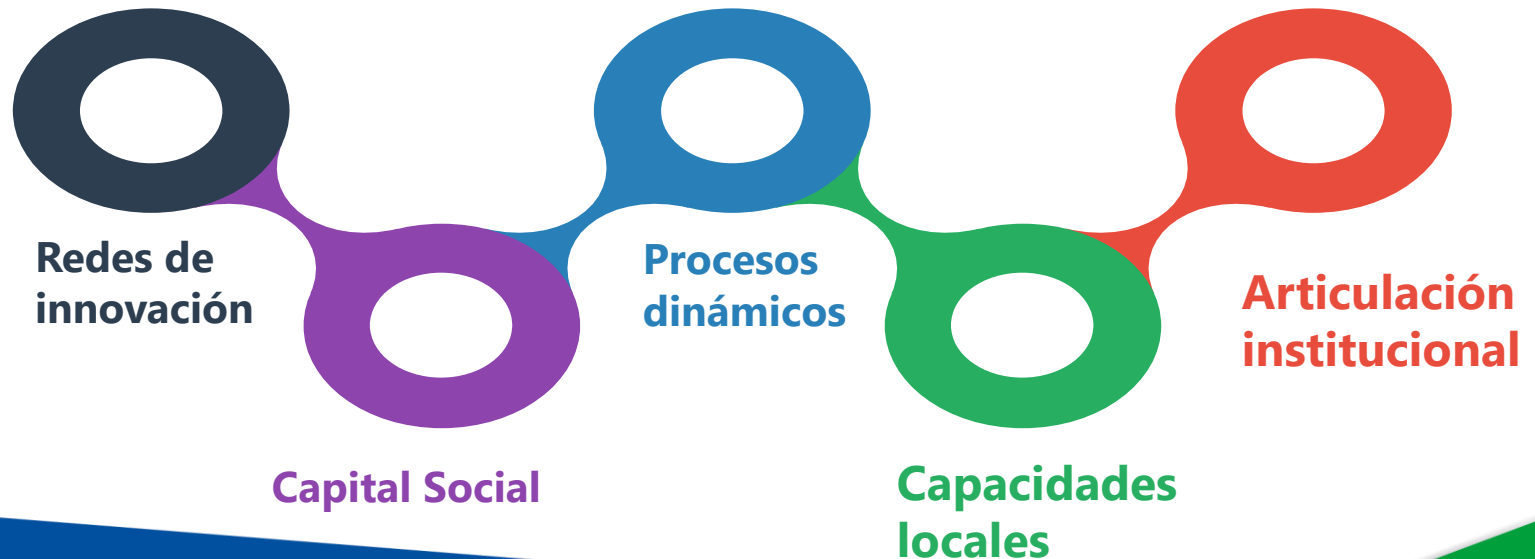 Redes de
innovación
Capital Social
Procesos
dinámicos
Capacidades
locales
Articulación
institucional